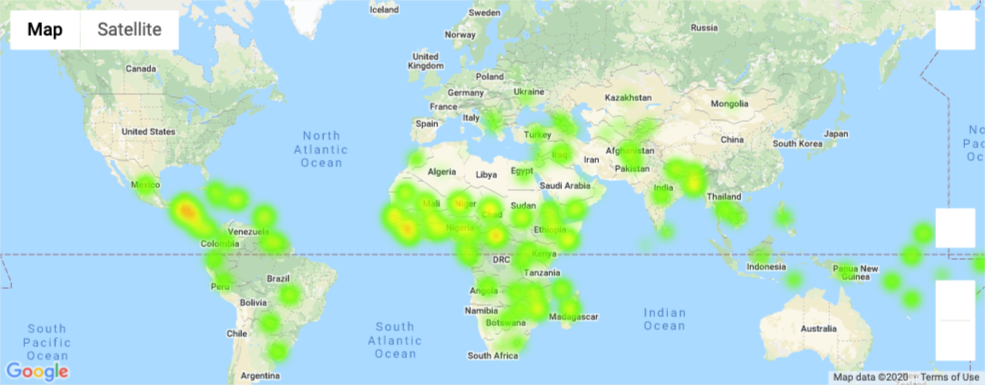 Map Satellite
Iceland
Sweden
Norway
Russia
Canada
United
Kingdom
Poland
Germany
Ukraine
Kazakhstan
Mongolia
France
Italy
Spain
Turkey
United States
China
Japan
South Korea
North
Atlantic
Ocean
Iraq
Iran
Afghanistan
Pakistan
Algeria
Libya
Egypt
Saudi Arabia
India
Thailand
Mexico
Mali
Niger
Chad
Sudan
Nigeria
Ethiopia
Venezuela
Colombia
DRC
Kenya
Tanzania
Indonesia
Papua New
Guinea
Peru
Brazil
Bolivia
Angola
Namibia
Botswana
Madagascar
Indian
Ocean
South
Pacific
Ocean
South
Atlantic
Ocean
Chile
Australia
South Africa
Argentina
Google
Map data ©2020
Terms of Use